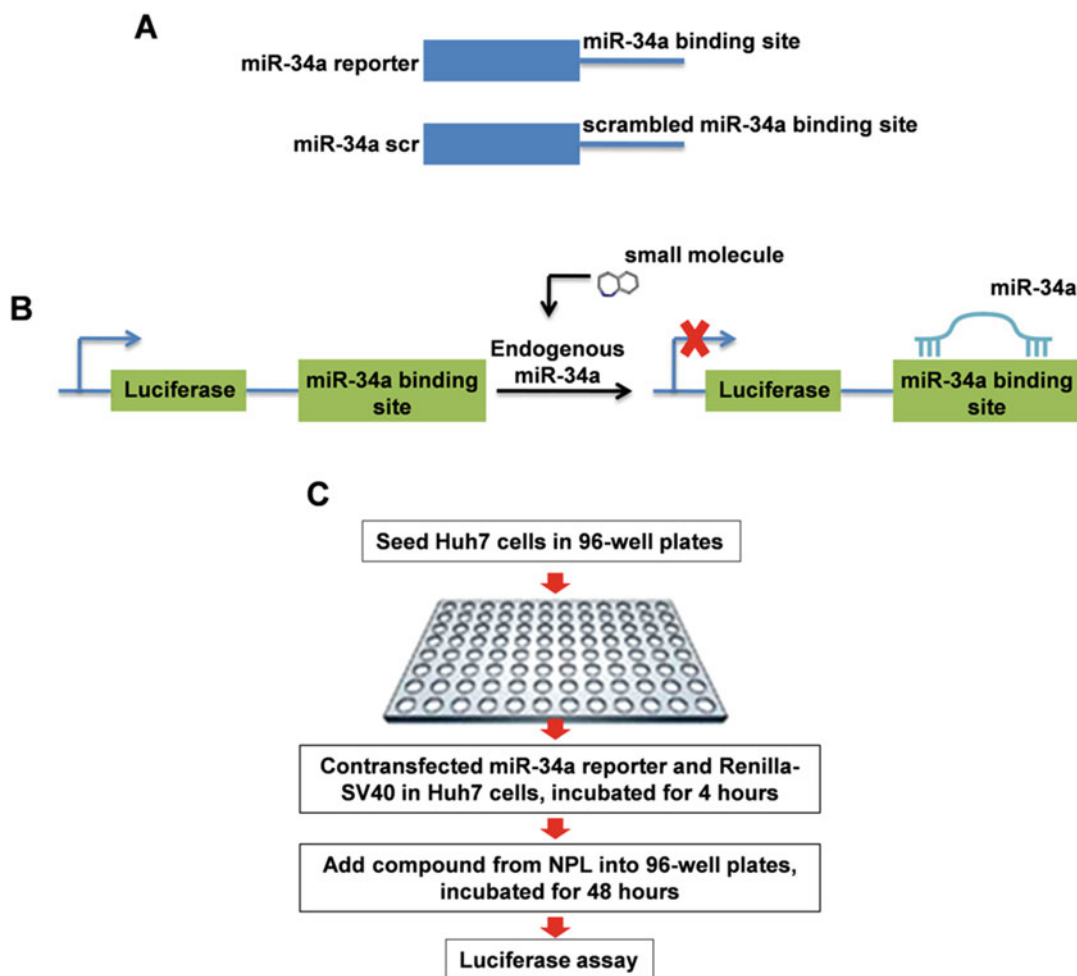 A
miR-34a reporter
miR-34a binding site
miR-34a scr
scrambled miR-34a binding site
B
small molecule
Endogenous
miR-34a
miR-34a
Luciferase
miR-34a binding
site
Luciferase
miR-34a binding
site
C
Seed Huh7 cells in 96-well plates
Contransfected miR-34a reporter and Renilla-
SV40 in Huh7 cells, incubated for 4 hours
Add compound from NPL into 96-well plates,
incubated for 48 hours
Luciferase assay